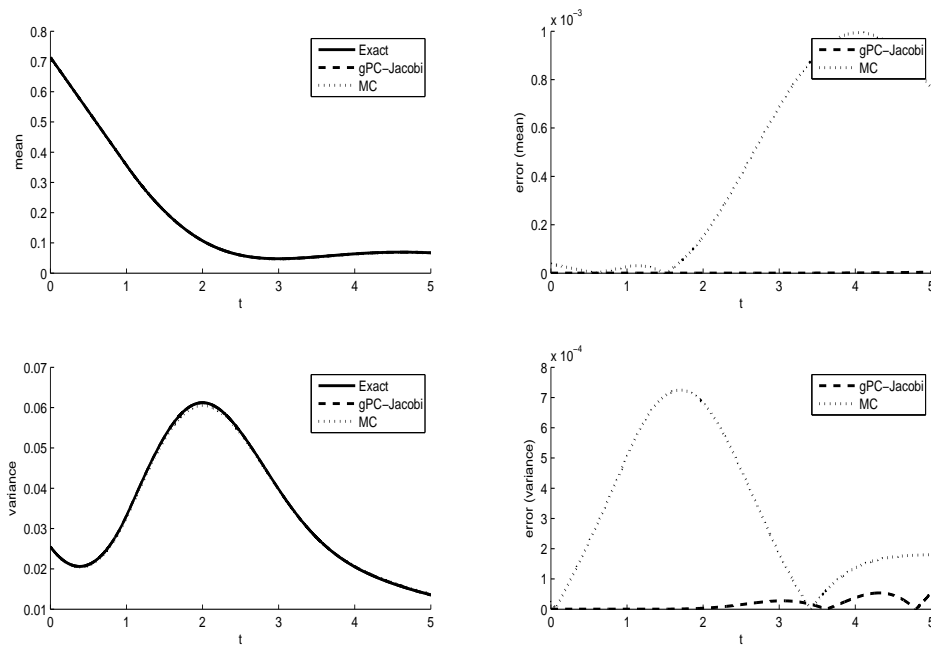 0.8
0.7
0.6
0.5
0.4
0.3
0.2
0.1
0
mean
0 1 2 3 4 5
t
Exact
gPC-Jacobi
MC
x 10^-3
1
0.8
0.6
0.4
0.2
0
error (mean)
0 1 2 3 4 5
t
gPC-Jacobi
MC
0.07
0.06
0.05
0.04
0.03
0.02
0.01
variance
0 1 2 3 4 5
t
Exact
gPC-Jacobi
MC
x 10^-4
8
7
6
5
4
3
2
1
0
error (variance)
0 1 2 3 4 5
t
gPC-Jacobi
MC